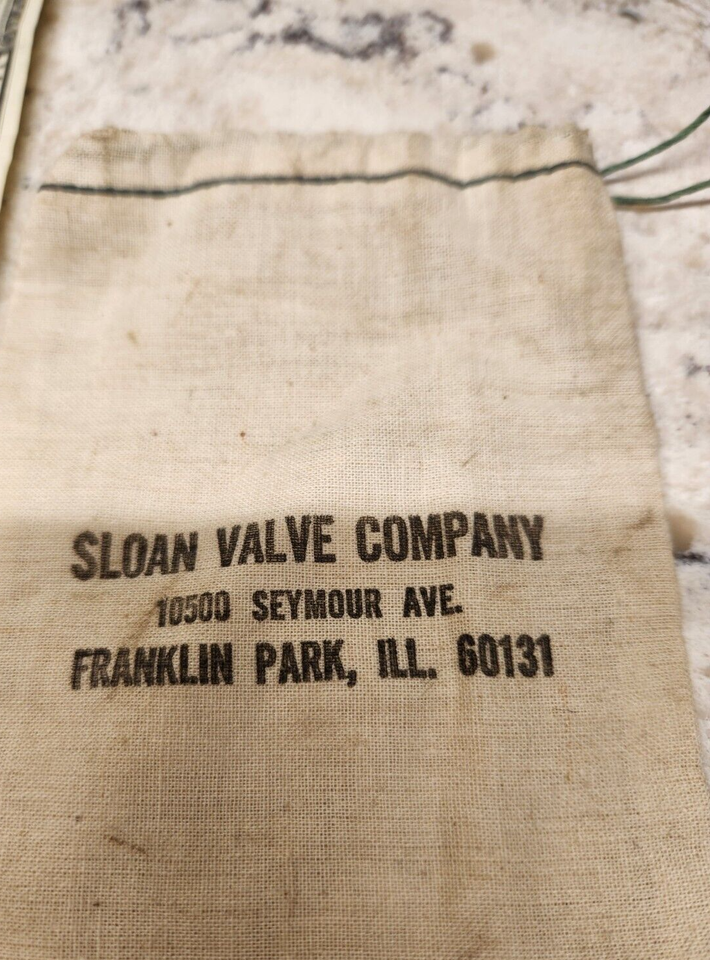 SLOAN VALVE COMPANY
10500 SEYMOUR AVE.
FRANKLIN PARK, ILL. 60131